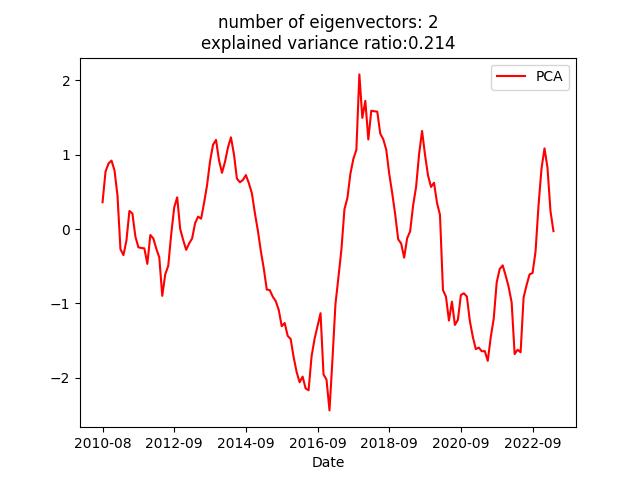 number of eigenvectors: 2
explained variance ratio:0.214
PCA
2
1
0
−1
−2
2010-08 2012-09 2014-09 2016-09 2018-09 2020-09 2022-09
Date